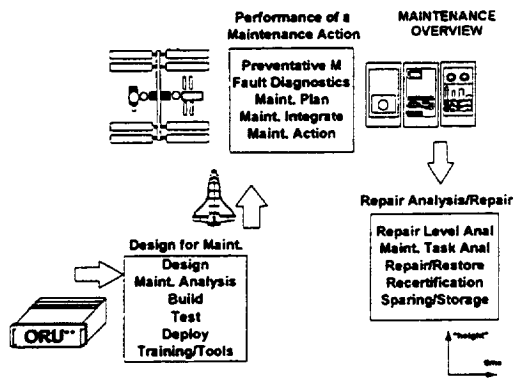 Performance of a
Maintenance Action
MAINTENANCE
OVERVIEW
Preventative M
Fault Diagnostics
Maint. Plan
Maint. Integrate
Maint. Action
Repair Analysis/Repair
Repair Level Anal
Maint. Task Anal
Repair/Restore
Recertification
Sparing/Storage
Design for Maint.
Design
Maint. Analysis
Build
Test
Deploy
Training/Tools
ORU
"height"
time